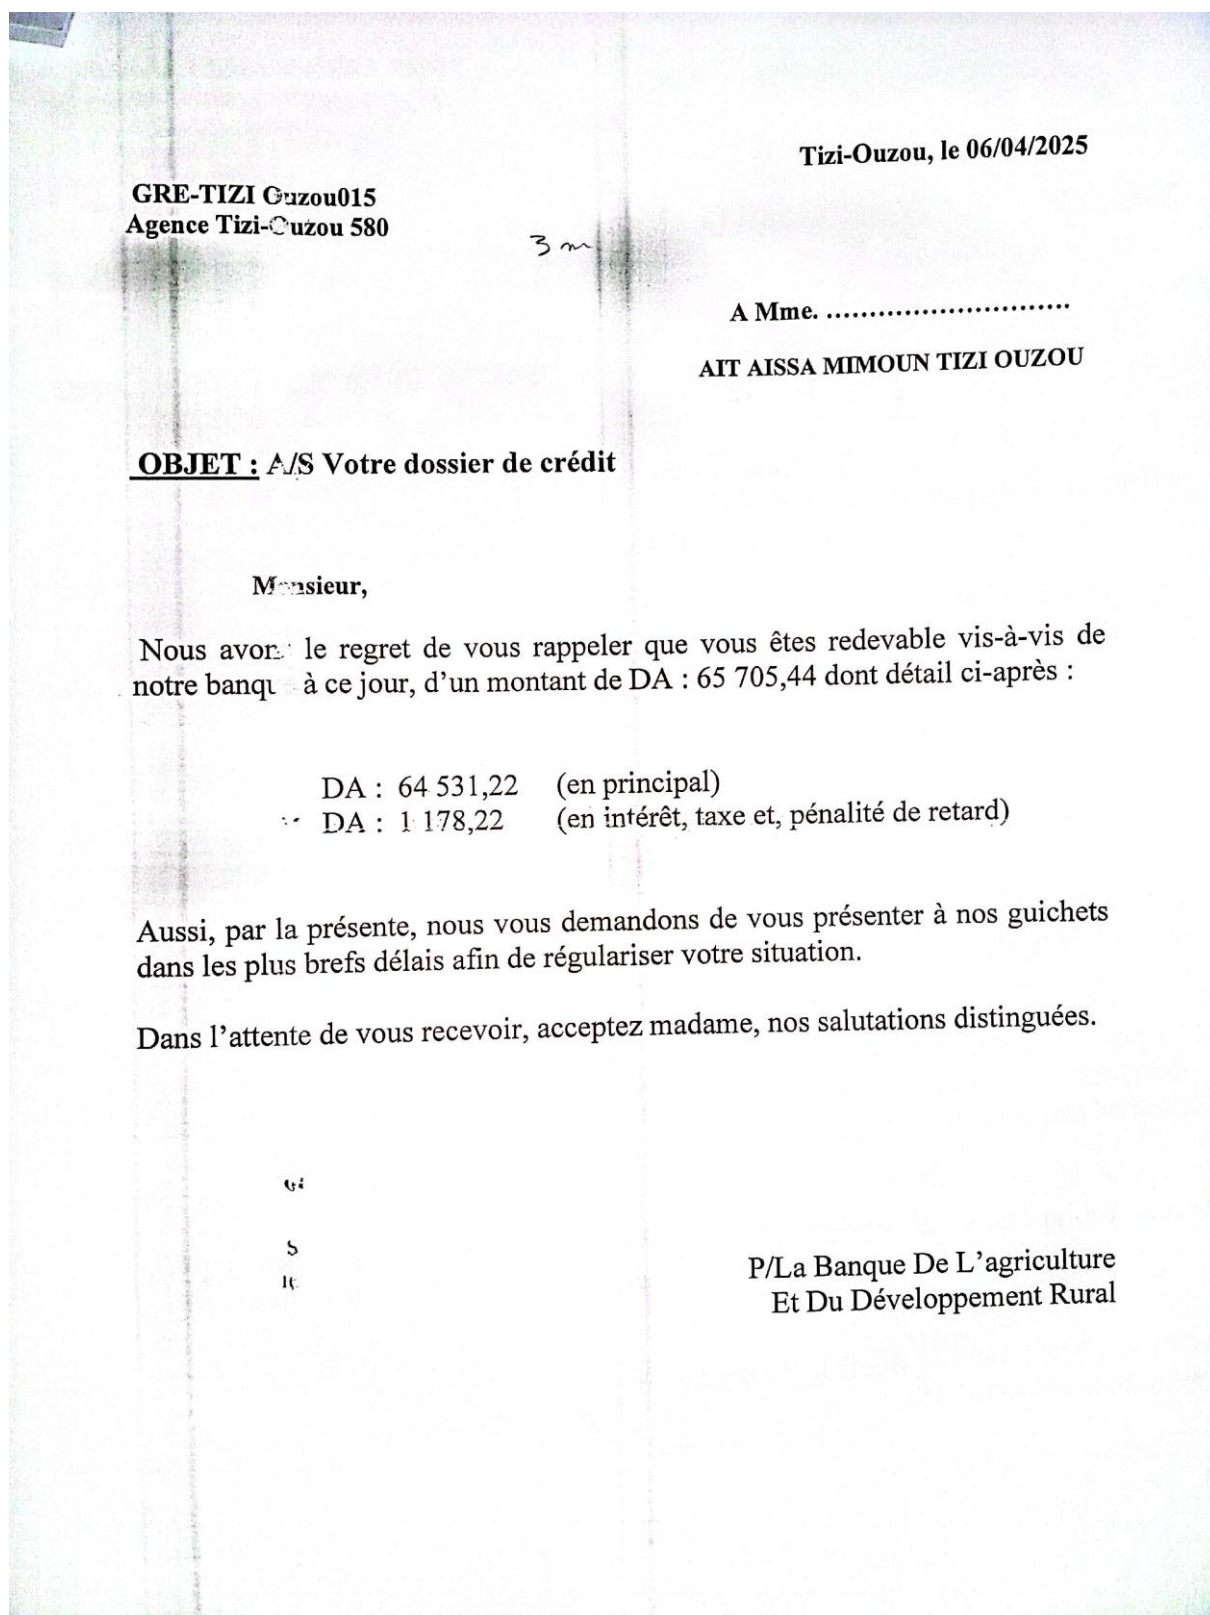 Tizi-Ouzou, le 06/04/2025
GRE-TIZI Ouzou015
Agence Tizi-Ouzou 580
3 m
A Mme. ................................
AIT AISSA MIMOUN TIZI OUZOU
OBJET : A/S Votre dossier de crédit
Monsieur,
Nous avons le regret de vous rappeler que vous êtes redevable vis-à-vis de
notre banqu à ce jour, d'un montant de DA : 65 705,44 dont détail ci-après :
DA : 64 531,22 (en principal)
DA : 1 178,22 (en intérêt, taxe et, pénalité de retard)
Aussi, par la présente, nous vous demandons de vous présenter à nos guichets
dans les plus brefs délais afin de régulariser votre situation.
Dans l'attente de vous recevoir, acceptez madame, nos salutations distinguées.
P/La Banque De L'agriculture
Et Du Développement Rural